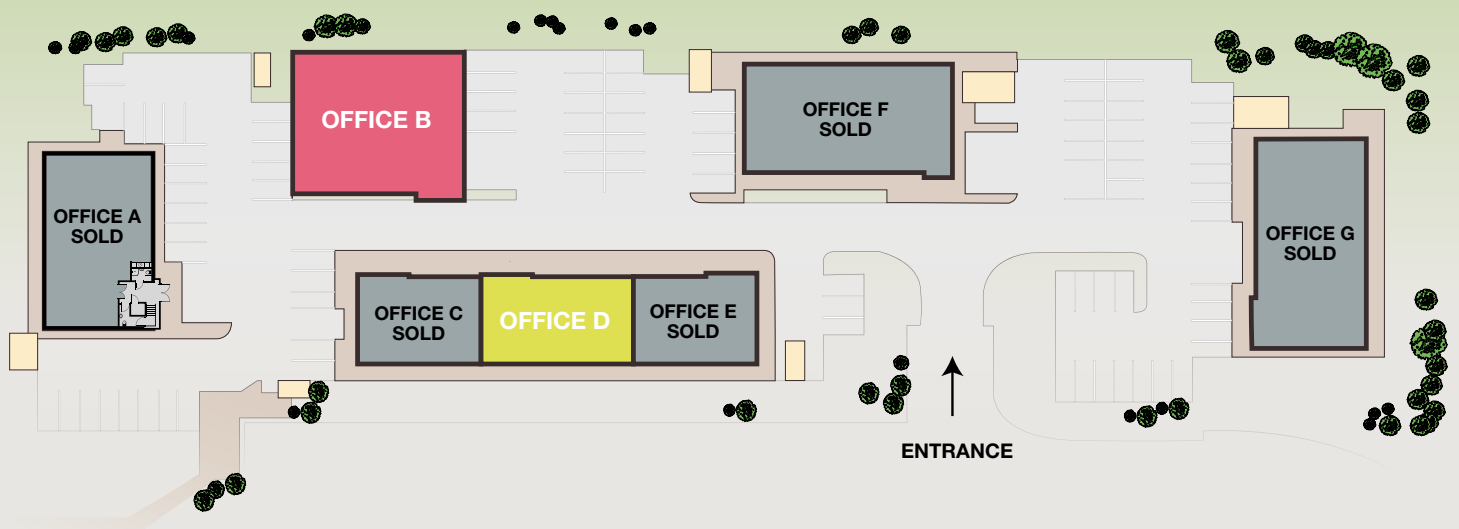 OFFICE A
SOLD
OFFICE B
OFFICE C
SOLD
OFFICE D
OFFICE E
SOLD
OFFICE F
SOLD
OFFICE G
SOLD
ENTRANCE